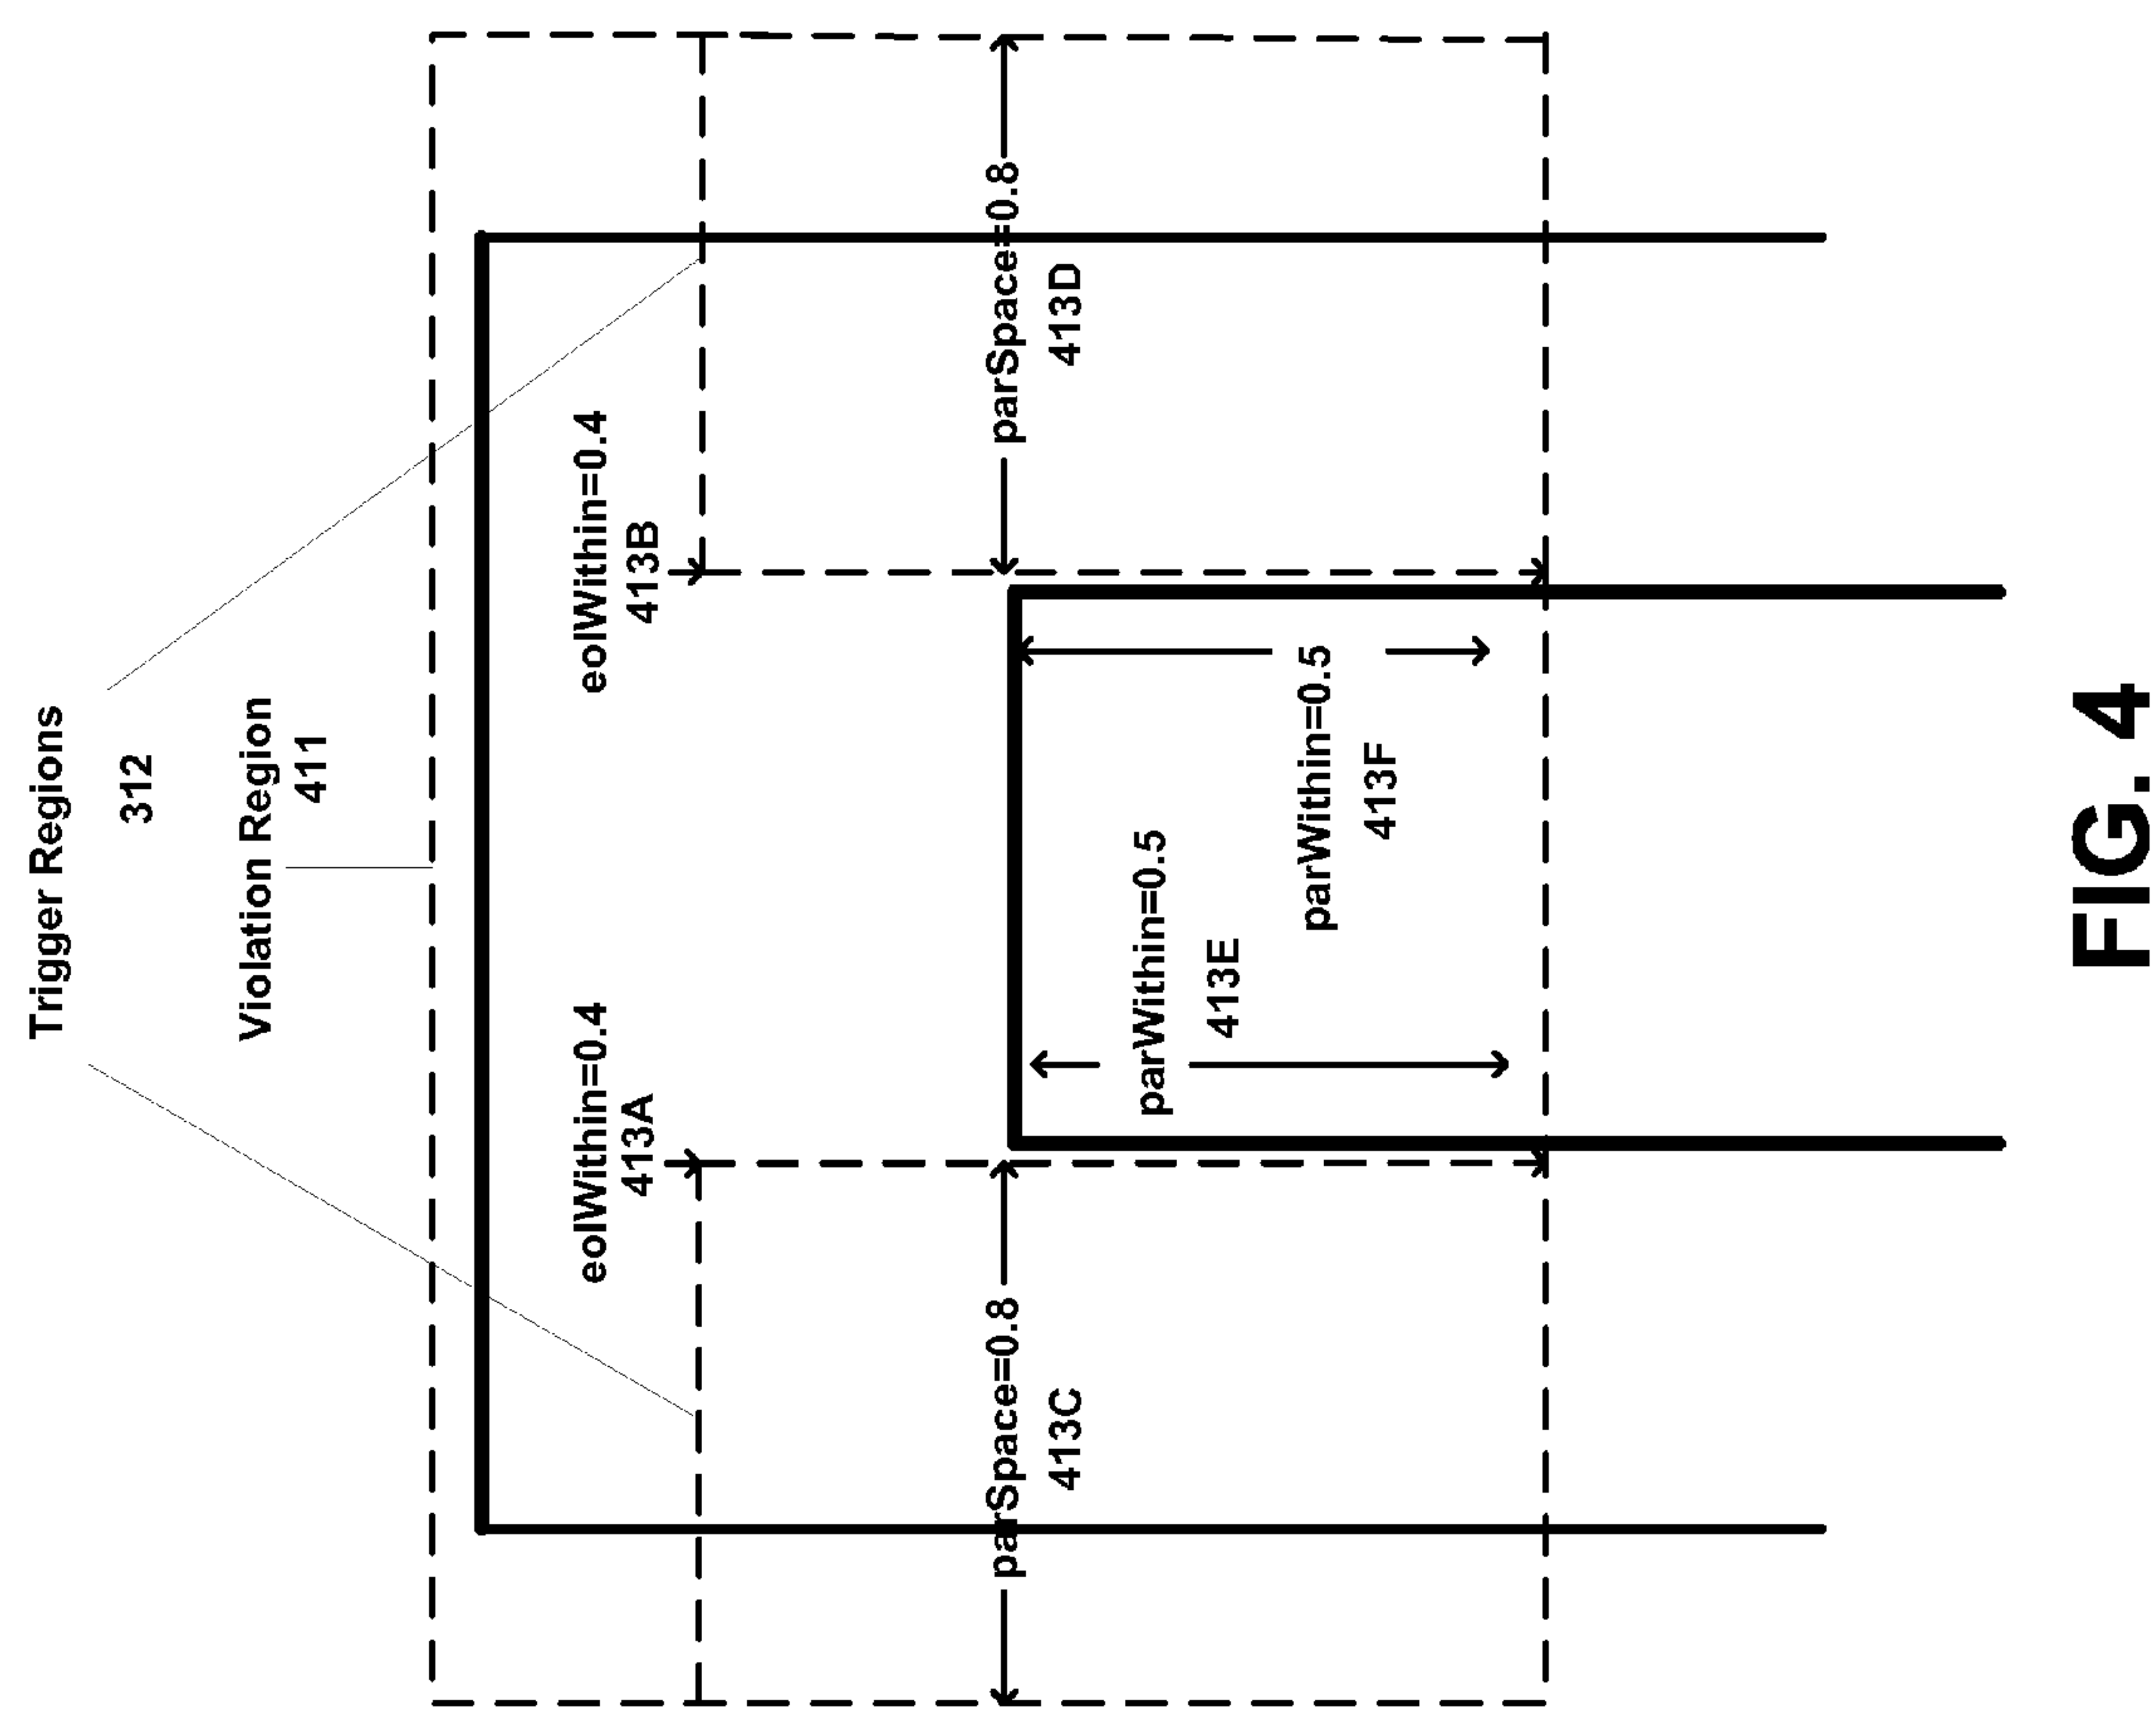 Trigger Regions
312
Violation Region
411
eolWithin=0.4
413A
eolWithin=0.4
413B
parSpace=0.8
413C
parSpace=0.8
413D
parWithin=0.5
413E
parWithin=0.5
413F
FIG. 4